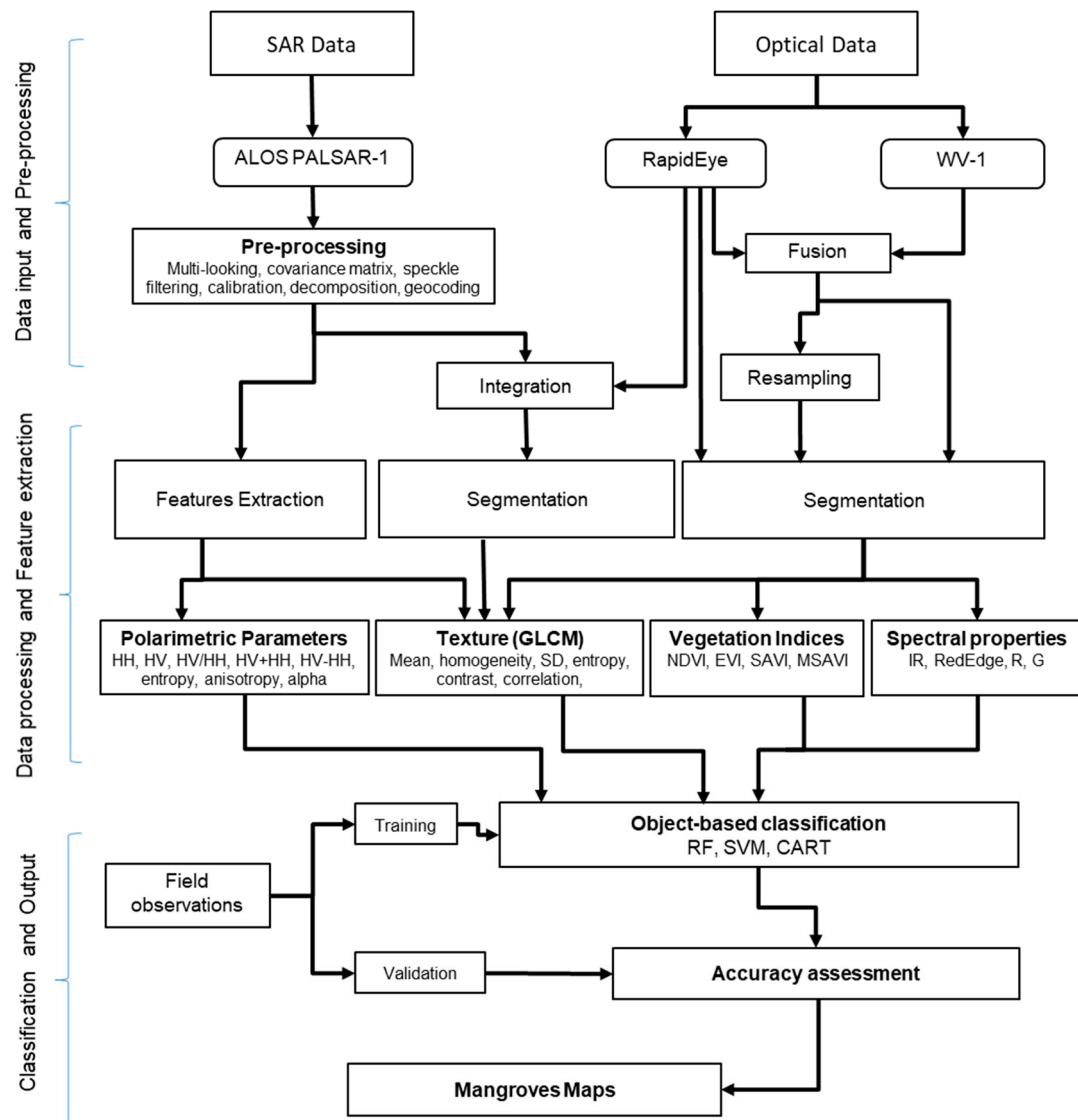 SAR Data
Optical Data
Data input and Pre-processing
ALOS PALSAR-1
RapidEye
WV-1
Pre-processing
Multi-looking, covariance matrix, speckle
filtering, calibration, decomposition, geocoding
Fusion
Integration
Resampling
Data processing and Feature extraction
Features Extraction
Segmentation
Segmentation
Polarimetric Parameters
HH, HV, HV/HH, HV+HH, HV-HH,
entropy, anisotropy, alpha
Texture (GLCM)
Mean, homogeneity, SD, entropy,
contrast, correlation,
Vegetation Indices
NDVI, EVI, SAVI, MSAVI
Spectral properties
IR, RedEdge, R, G
Classification and Output
Training
Object-based classification
RF, SVM, CART
Field
observations
Validation
Accuracy assessment
Mangroves Maps